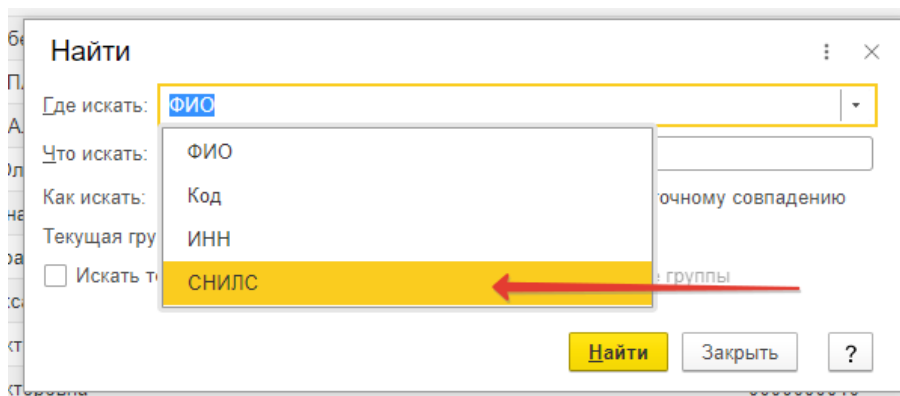 Найти
Где искать: ФИО
Что искать:
ФИО
Как искать: точному совпадению
Код
Текущая гру
ИНН
Искать т группы
СНИЛС
Найти Закрыть ?